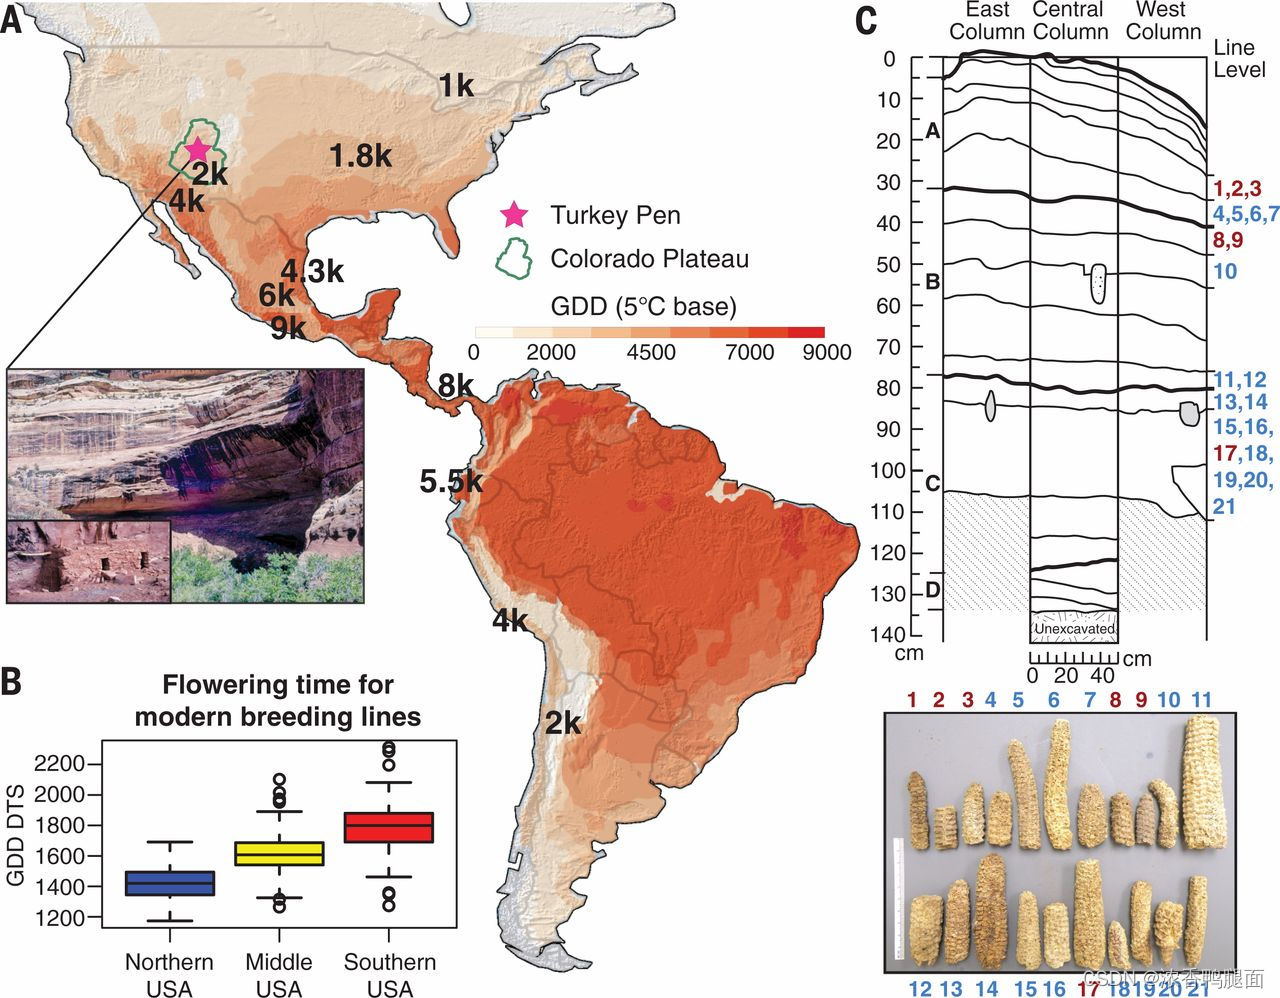 A
1k
1.8k
2k
4k
4.3k
6k
9k
8k
5.5k
4k
2k
Turkey Pen
Colorado Plateau
GDD (5°C base)
0 2000 4500 7000 9000
B
Flowering time for
modern breeding lines
GDD DTS
2200
2000
1800
1600
1400
1200
Northern
USA
Middle
USA
Southern
USA
C
East
Column
Central
Column
West
Column
Line
Level
0
10
20
30
40
50
60
70
80
90
100
110
120
130
140
cm
A
B
C
D
1,2,3
4,5,6,7
8,9
10
11,12
13,14
15,16,
17,18,
19,20,
21
Unexcavated
cm
0 20 40
1 2 3 4 5 6 7 8 9 10 11
12 13 14 15 16 17 18 19 20 21
CSDN @浓香鸭腿面